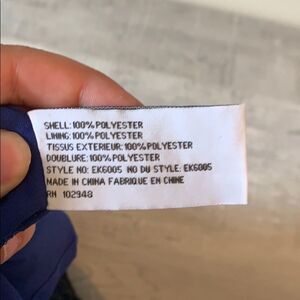 SHELL: 100% POLYESTER
LINING: 100% POLYESTER
TISSUS EXTERIEUR: 100% POLYESTER
DOUBLURE: 100% POLYESTER
STYLE NO: EK6005 NO DU STYLE: EK6005
MADE IN CHINA FABRIQUE EN CHINE
RN 102948